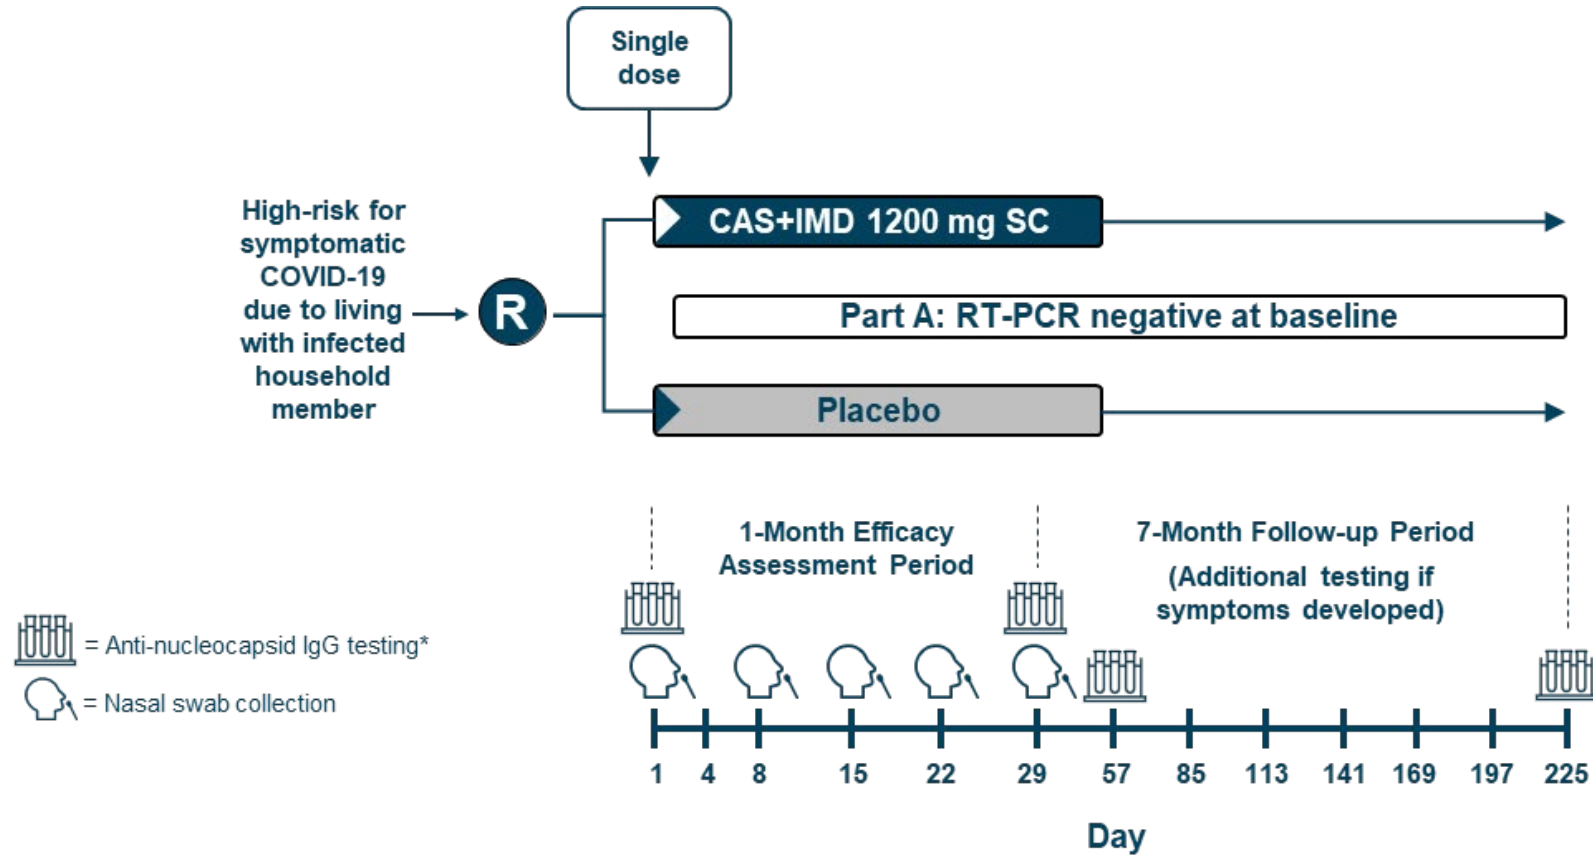 Single
dose
High-risk for
symptomatic
COVID-19
due to living
with infected
household
member
R
CAS+IMD 1200 mg SC
Part A: RT-PCR negative at baseline
Placebo
1-Month Efficacy
Assessment Period
7-Month Follow-up Period
(Additional testing if
symptoms developed)
= Anti-nucleocapsid IgG testing*
= Nasal swab collection
1 4 8 15 22 29 57 85 113 141 169 197 225
Day